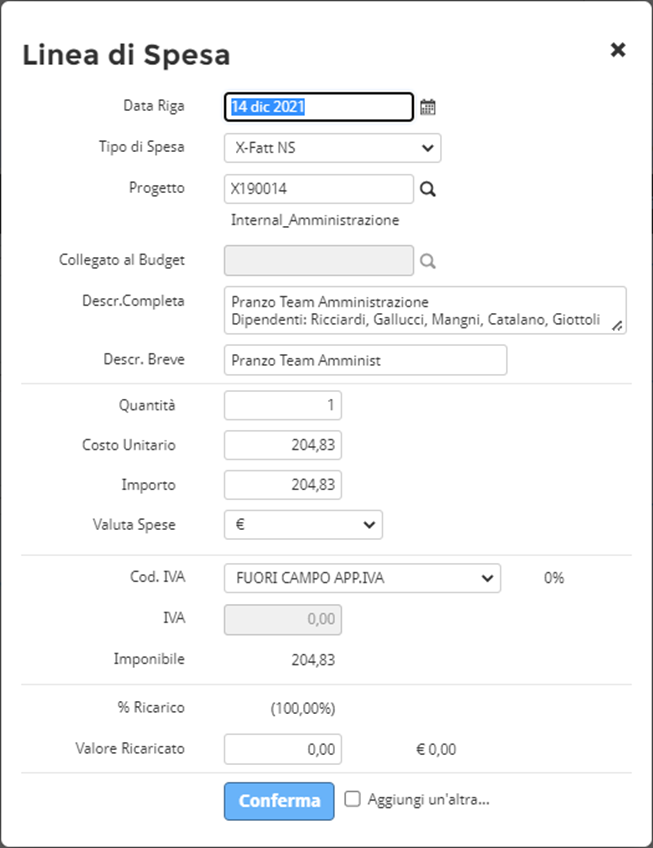 Linea di Spesa
Data Riga 14 dic 2021
Tipo di Spesa X-Fatt NS
Progetto X190014
Internal_Amministrazione
Collegato al Budget
Descr.Completa Pranzo Team Amministrazione
Dipendenti: Ricciardi, Gallucci, Mangni, Catalano, Giottoli
Descr. Breve Pranzo Team Amminist
Quantità 1
Costo Unitario 204,83
Importo 204,83
Valuta Spese €
Cod. IVA FUORI CAMPO APP.IVA 0%
IVA 0,00
Imponibile 204,83
% Ricarico (100,00%)
Valore Ricaricato 0,00 € 0,00
Conferma Aggiungi un'altra...